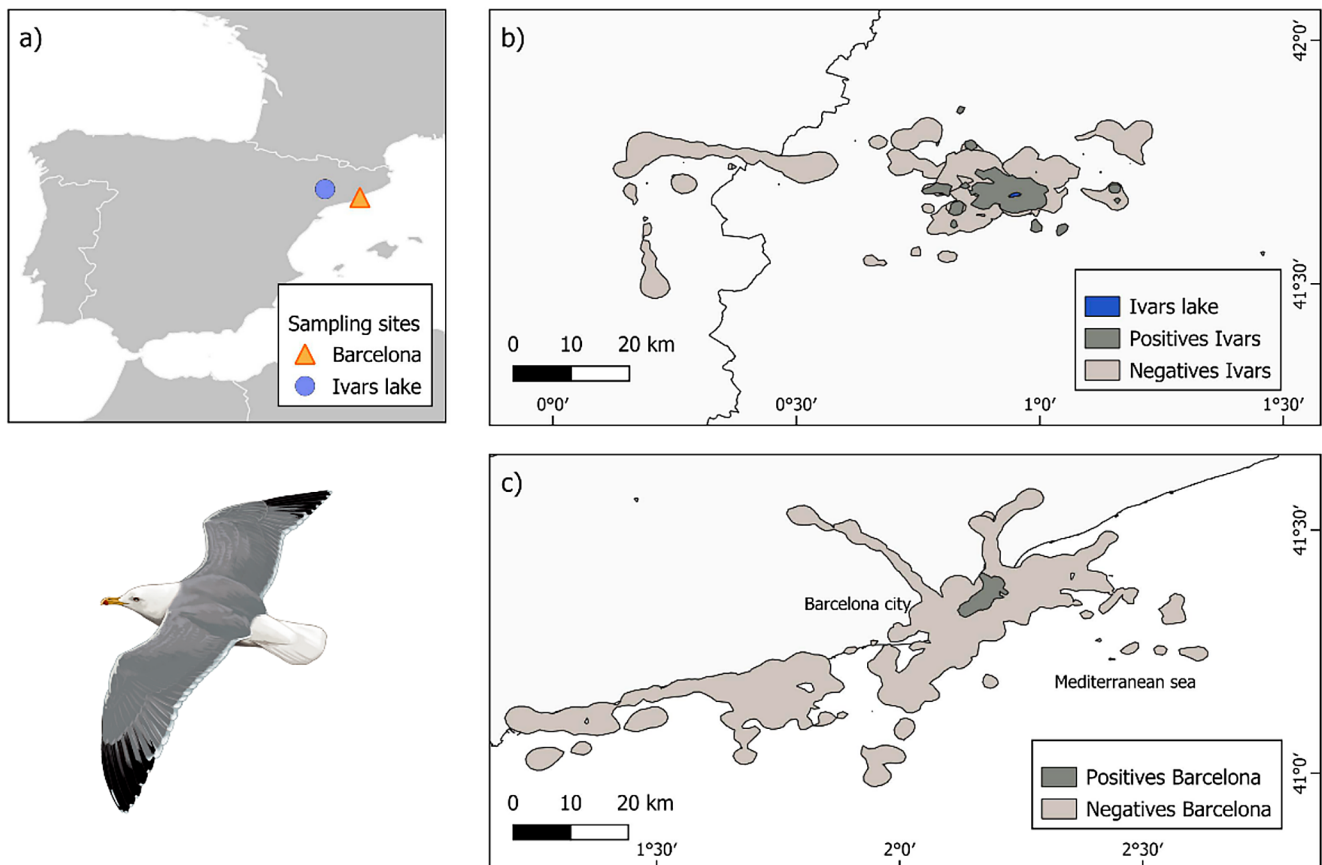 a)
Sampling sites
Barcelona
Ivars lake
b)
42°0′
41°30′
Ivars lake
Positives Ivars
Negatives Ivars
0 10 20 km
0°0′ 0°30′ 1°0′ 1°30′
c)
41°30′
Barcelona city
Mediterranean sea
41°0′
Positives Barcelona
Negatives Barcelona
0 10 20 km
1°30′ 2°0′ 2°30′